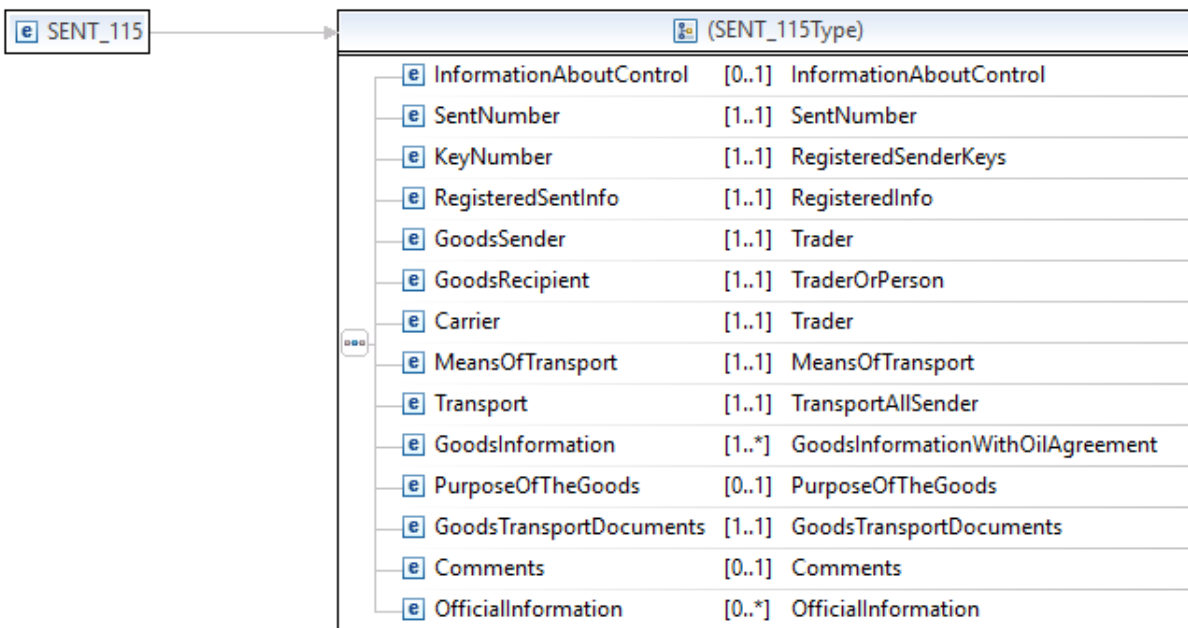 e SENT_115
(SENT_115Type)
e InformationAboutControl [0..1] InformationAboutControl
e SentNumber [1..1] SentNumber
e KeyNumber [1..1] RegisteredSenderKeys
e RegisteredSentInfo [1..1] RegisteredInfo
e GoodsSender [1..1] Trader
e GoodsRecipient [1..1] TraderOrPerson
e Carrier [1..1] Trader
e MeansOfTransport [1..1] MeansOfTransport
e Transport [1..1] TransportAllSender
e GoodsInformation [1..*] GoodsInformationWithOilAgreement
e PurposeOfTheGoods [0..1] PurposeOfTheGoods
e GoodsTransportDocuments [1..1] GoodsTransportDocuments
e Comments [0..1] Comments
e OfficialInformation [0..*] OfficialInformation